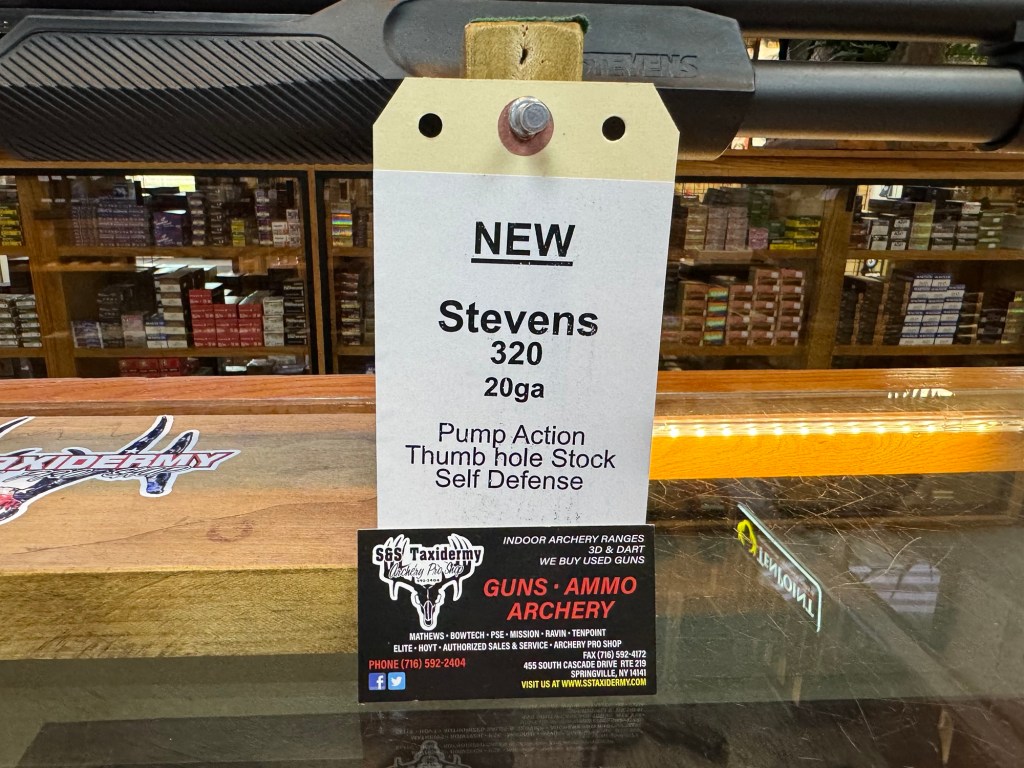 STEVENS
NEW
Stevens
320
20ga
Pump Action
Thumb hole Stock
Self Defense
TAXIDERMY
TENPOINT
S&S Taxidermy
Archery Pro Shop
592-2404
INDOOR ARCHERY RANGES
3D & DART
WE BUY USED GUNS
GUNS · AMMO
ARCHERY
MATHEWS · BOWTECH · PSE · MISSION · RAVIN · TENPOINT
ELITE · HOYT · AUTHORIZED SALES & SERVICE · ARCHERY PRO SHOP
PHONE (716) 592-2404
FAX (716) 592-4172
455 SOUTH CASCADE DRIVE RTE 219
SPRINGVILLE, NY 14141
VISIT US AT WWW.SSTAXIDERMY.COM